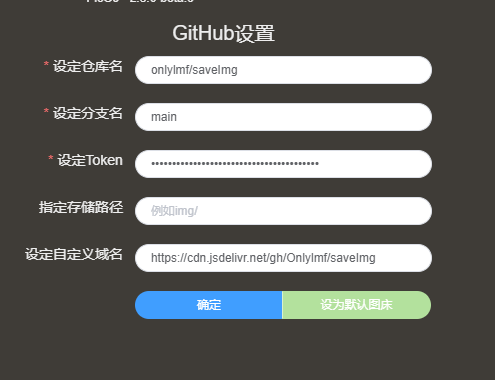 GitHub设置
* 设定仓库名
onlylmf/saveImg
* 设定分支名
main
* 设定Token
指定存储路径
例如img/
设定自定义域名
https://cdn.jsdelivr.net/gh/Onlylmf/saveImg
确定
设为默认图床